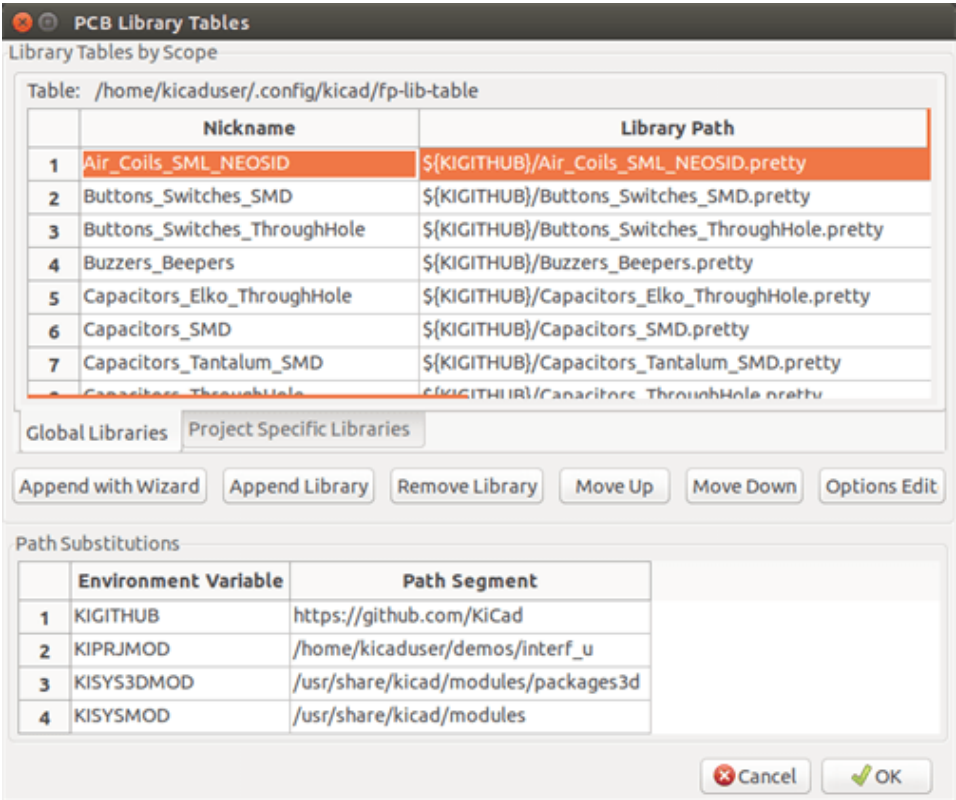 PCB Library Tables
Library Tables by Scope
Table: /home/kicaduser/.config/kicad/fp-lib-table
Nickname Library Path
1 Air_Coils_SML_NEOSID ${KIGITHUB}/Air_Coils_SML_NEOSID.pretty
2 Buttons_Switches_SMD ${KIGITHUB}/Buttons_Switches_SMD.pretty
3 Buttons_Switches_ThroughHole ${KIGITHUB}/Buttons_Switches_ThroughHole.pretty
4 Buzzers_Beepers ${KIGITHUB}/Buzzers_Beepers.pretty
5 Capacitors_Elko_ThroughHole ${KIGITHUB}/Capacitors_Elko_ThroughHole.pretty
6 Capacitors_SMD ${KIGITHUB}/Capacitors_SMD.pretty
7 Capacitors_Tantalum_SMD ${KIGITHUB}/Capacitors_Tantalum_SMD.pretty
8 Capacitors_ThroughHole ${KIGITHUB}/Capacitors_ThroughHole.pretty
Global Libraries Project Specific Libraries
Append with Wizard Append Library Remove Library Move Up Move Down Options Edit
Path Substitutions
Environment Variable Path Segment
1 KIGITHUB https://github.com/KiCad
2 KIPRJMOD /home/kicaduser/demos/interf_u
3 KISYS3DMOD /usr/share/kicad/modules/packages3d
4 KISYSMOD /usr/share/kicad/modules
Cancel OK